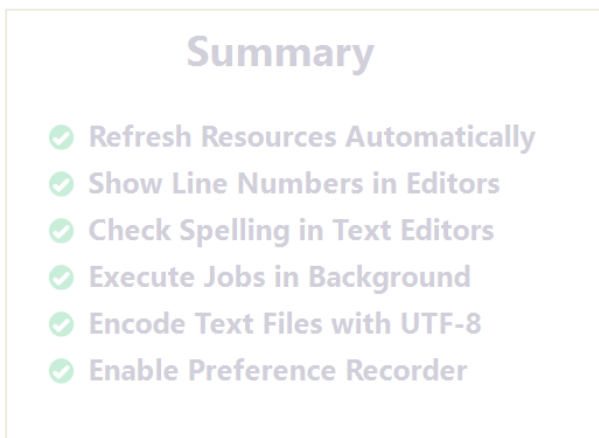 Summary
Refresh Resources Automatically
Show Line Numbers in Editors
Check Spelling in Text Editors
Execute Jobs in Background
Encode Text Files with UTF-8
Enable Preference Recorder